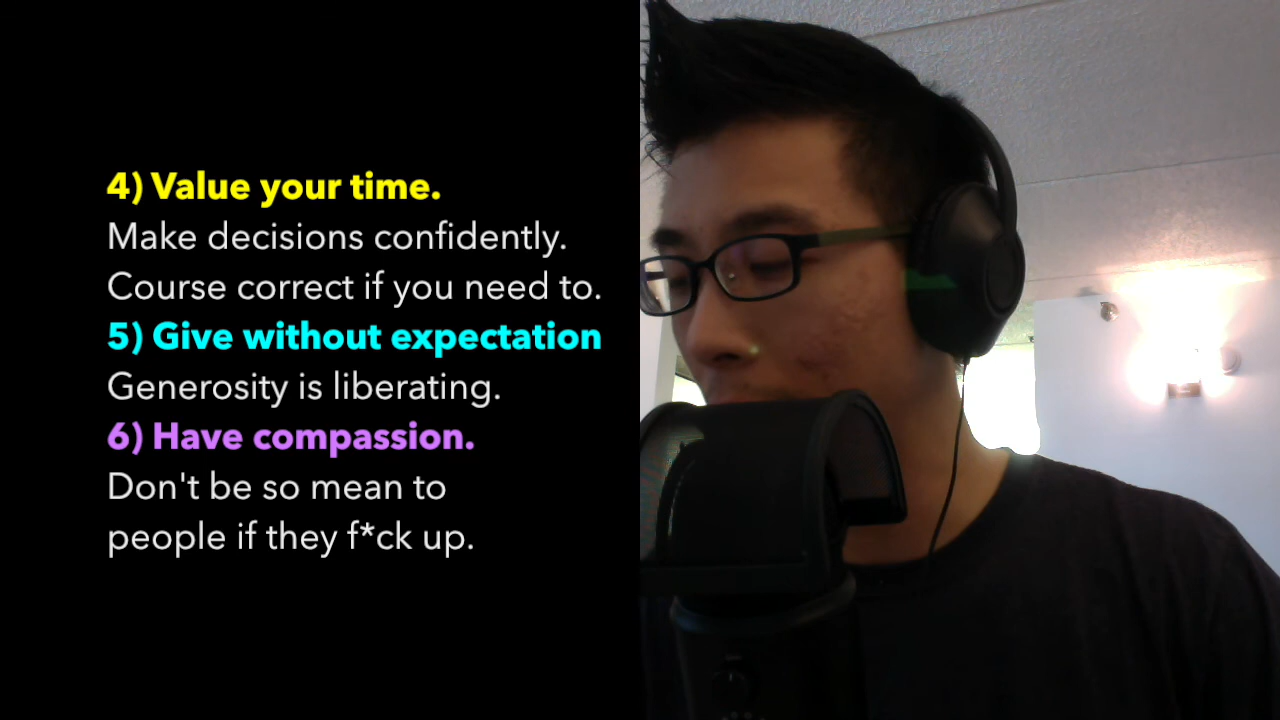 4) Value your time.
Make decisions confidently.
Course correct if you need to.
5) Give without expectation
Generosity is liberating.
6) Have compassion.
Don't be so mean to
people if they f*ck up.